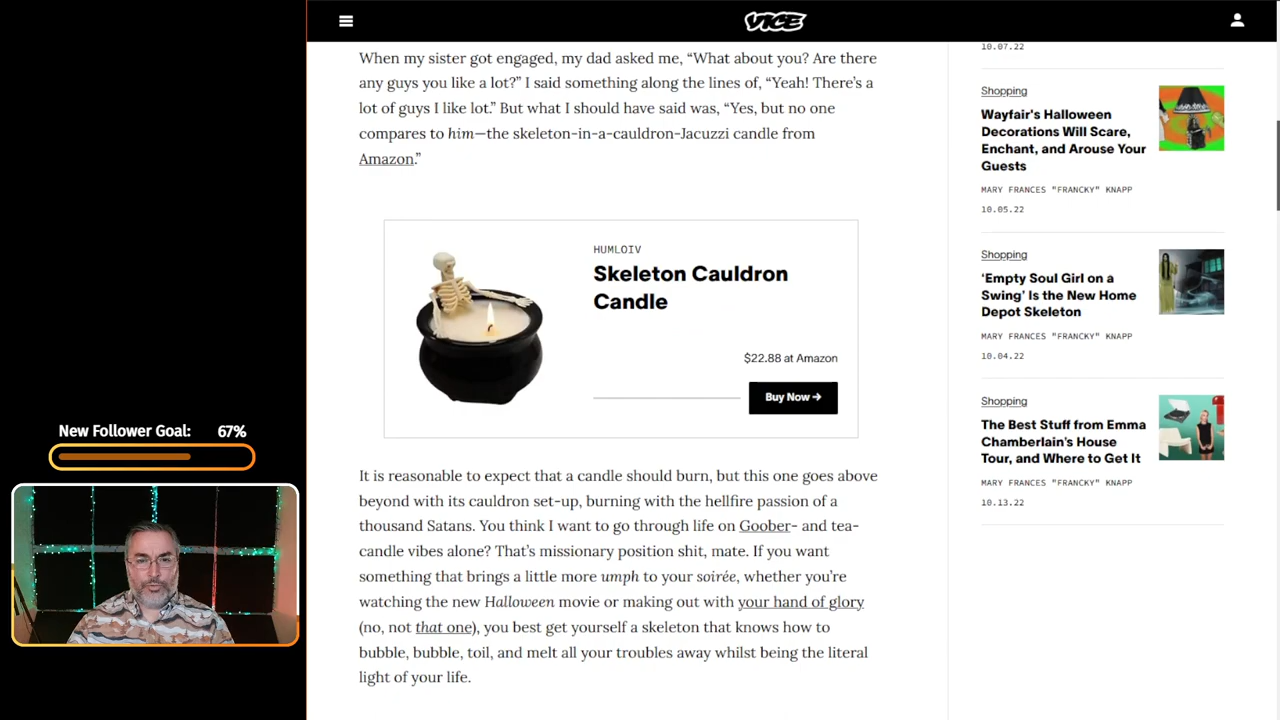 VICE
When my sister got engaged, my dad asked me, “What about you? Are there
any guys you like a lot?” I said something along the lines of, “Yeah! There’s a
lot of guys I like lot.” But what I should have said was, “Yes, but no one
compares to him—the skeleton-in-a-cauldron-Jacuzzi candle from
Amazon.”
HUMLOIV
Skeleton Cauldron
Candle
$22.88 at Amazon
Buy Now →
It is reasonable to expect that a candle should burn, but this one goes above
beyond with its cauldron set-up, burning with the hellfire passion of a
thousand Satans. You think I want to go through life on Goober- and tea-
candle vibes alone? That’s missionary position shit, mate. If you want
something that brings a little more umph to your soirée, whether you’re
watching the new Halloween movie or making out with your hand of glory
(no, not that one), you best get yourself a skeleton that knows how to
bubble, bubble, toil, and melt all your troubles away whilst being the literal
light of your life.
10.07.22
Shopping
Wayfair's Halloween
Decorations Will Scare,
Enchant, and Arouse Your
Guests
MARY FRANCES "FRANCKY" KNAPP
10.05.22
Shopping
‘Empty Soul Girl on a
Swing’ Is the New Home
Depot Skeleton
MARY FRANCES "FRANCKY" KNAPP
10.04.22
Shopping
The Best Stuff from Emma
Chamberlain’s House
Tour, and Where to Get It
MARY FRANCES "FRANCKY" KNAPP
10.13.22
New Follower Goal: 67%